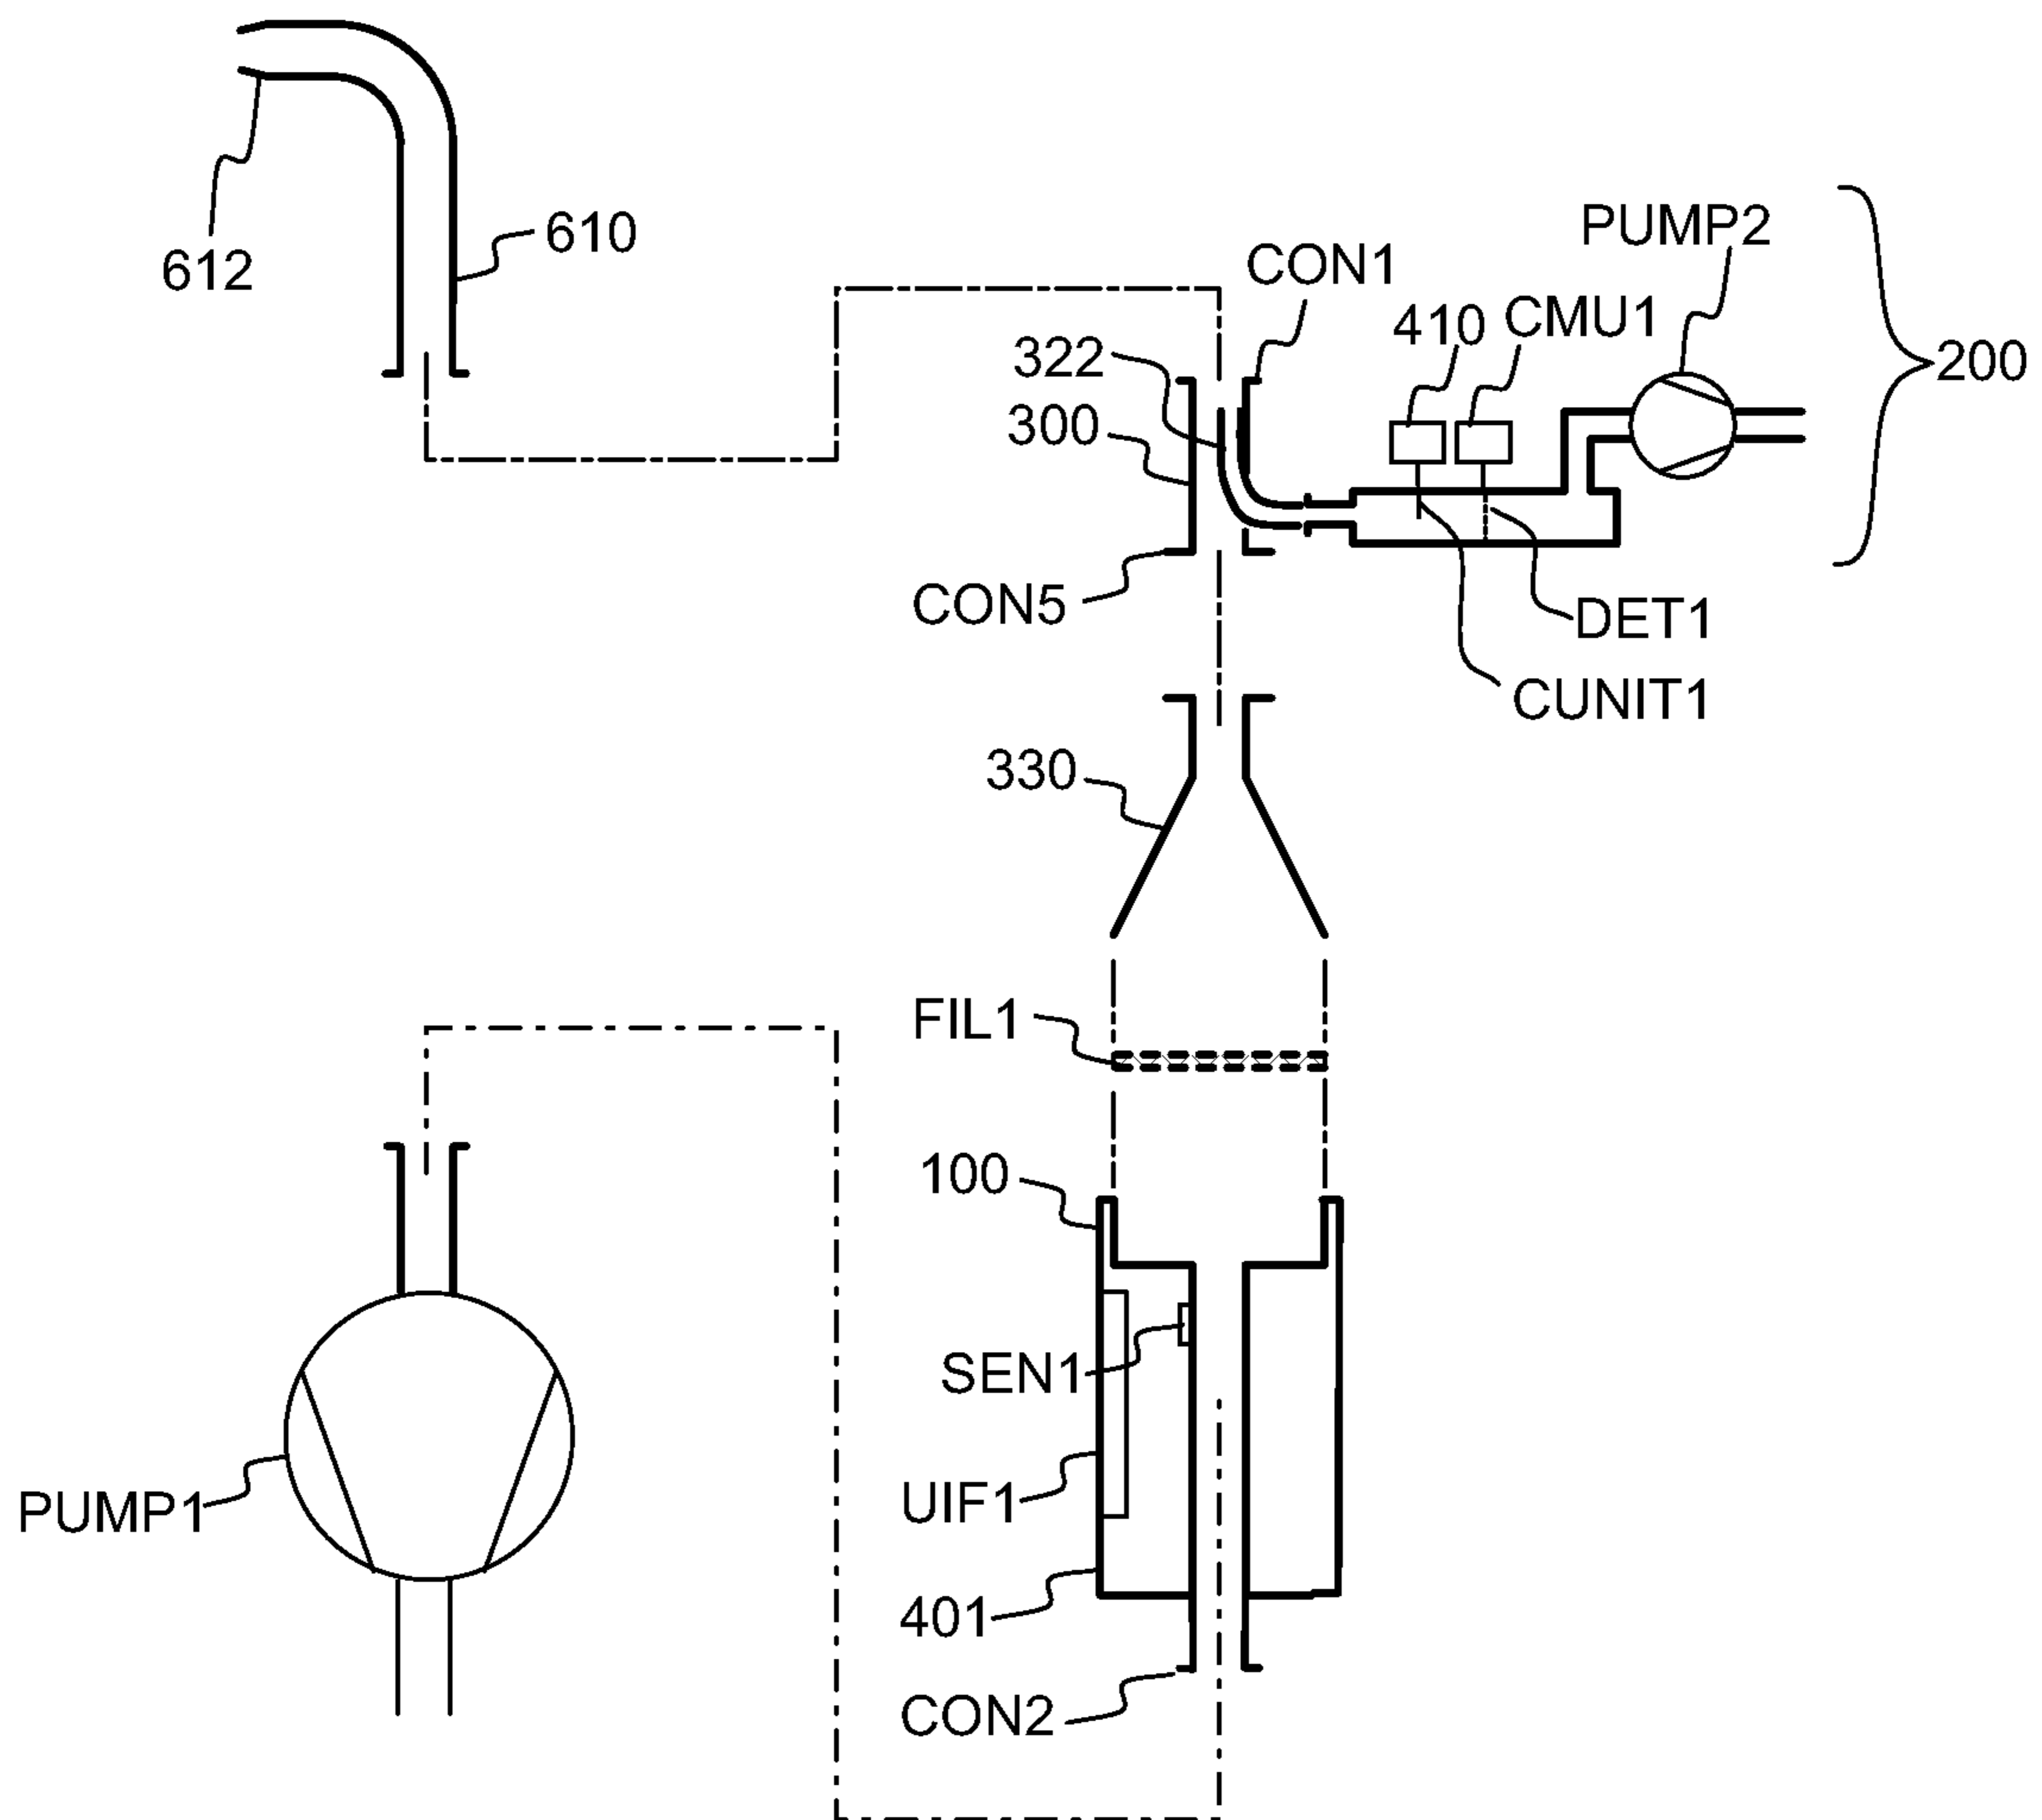 PUMP2
610
CON1
612
410
CMU1
322
200
300
CON5
DET1
CUNIT1
330
FIL1
100
SEN1
UIF1
PUMP1
401
CON2